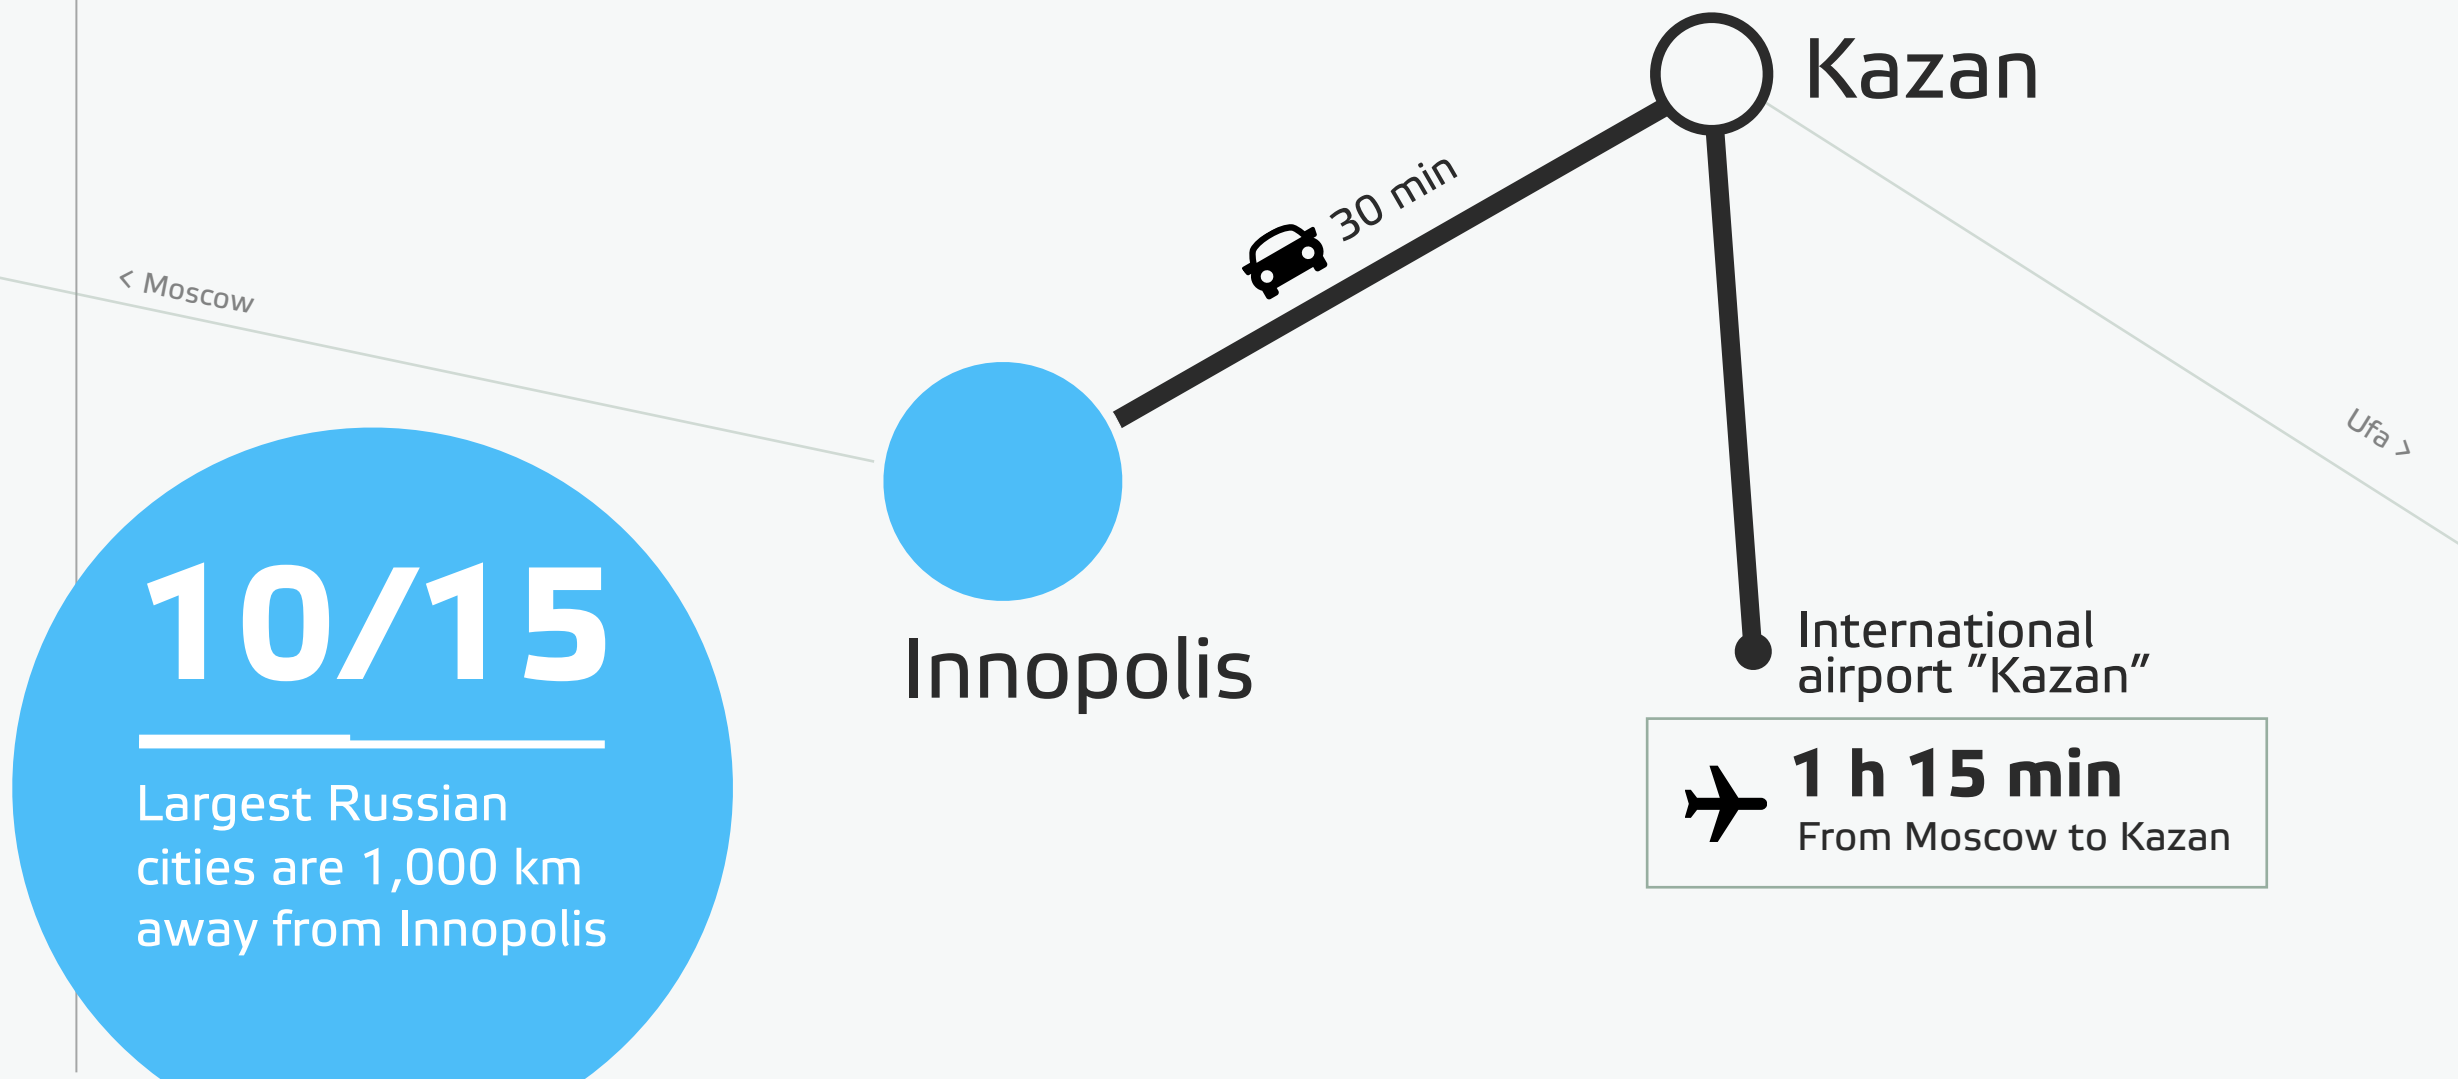 Kazan
30 min
< Moscow
Ufa >
Innopolis
10/15
Largest Russian
cities are 1,000 km
away from Innopolis
International
airport "Kazan"
1 h 15 min
From Moscow to Kazan